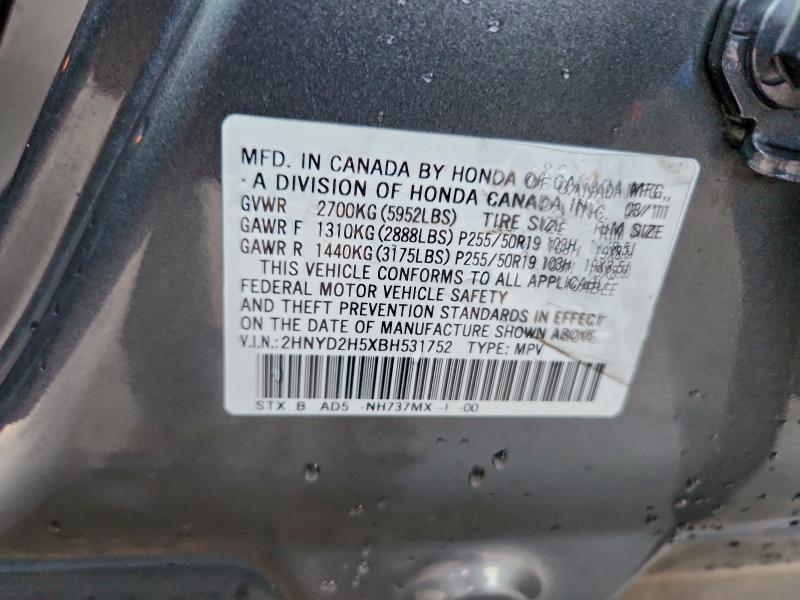 MFD. IN CANADA BY HONDA OF CANADA MFG.,
A DIVISION OF HONDA CANADA INC. 08/11
GVWR 2700KG (5952LBS) TIRE SIZE RIM SIZE
GAWR F 1310KG (2888LBS) P255/50R19 103H
GAWR R 1440KG (3175LBS) P255/50R19 103H
THIS VEHICLE CONFORMS TO ALL APPLICABLE
FEDERAL MOTOR VEHICLE SAFETY
AND THEFT PREVENTION STANDARDS IN EFFECT
ON THE DATE OF MANUFACTURE SHOWN ABOVE.
V.I.N.: 2HNYD2H5XBH531752 TYPE: MPV
STX B AD5 -NH737MX -I -00